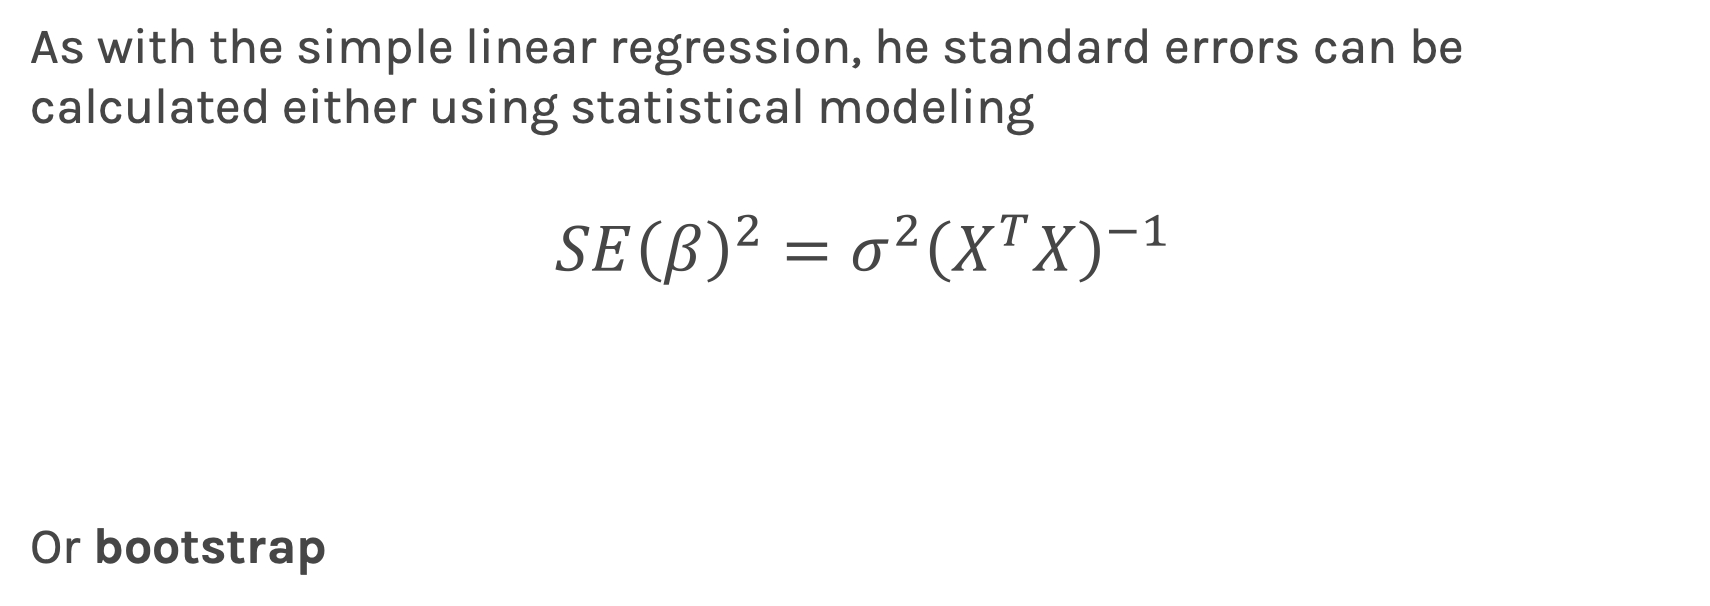 As with the simple linear regression, he standard errors can be
calculated either using statistical modeling
SE(β)² = σ²(XᵀX)⁻¹
Or bootstrap